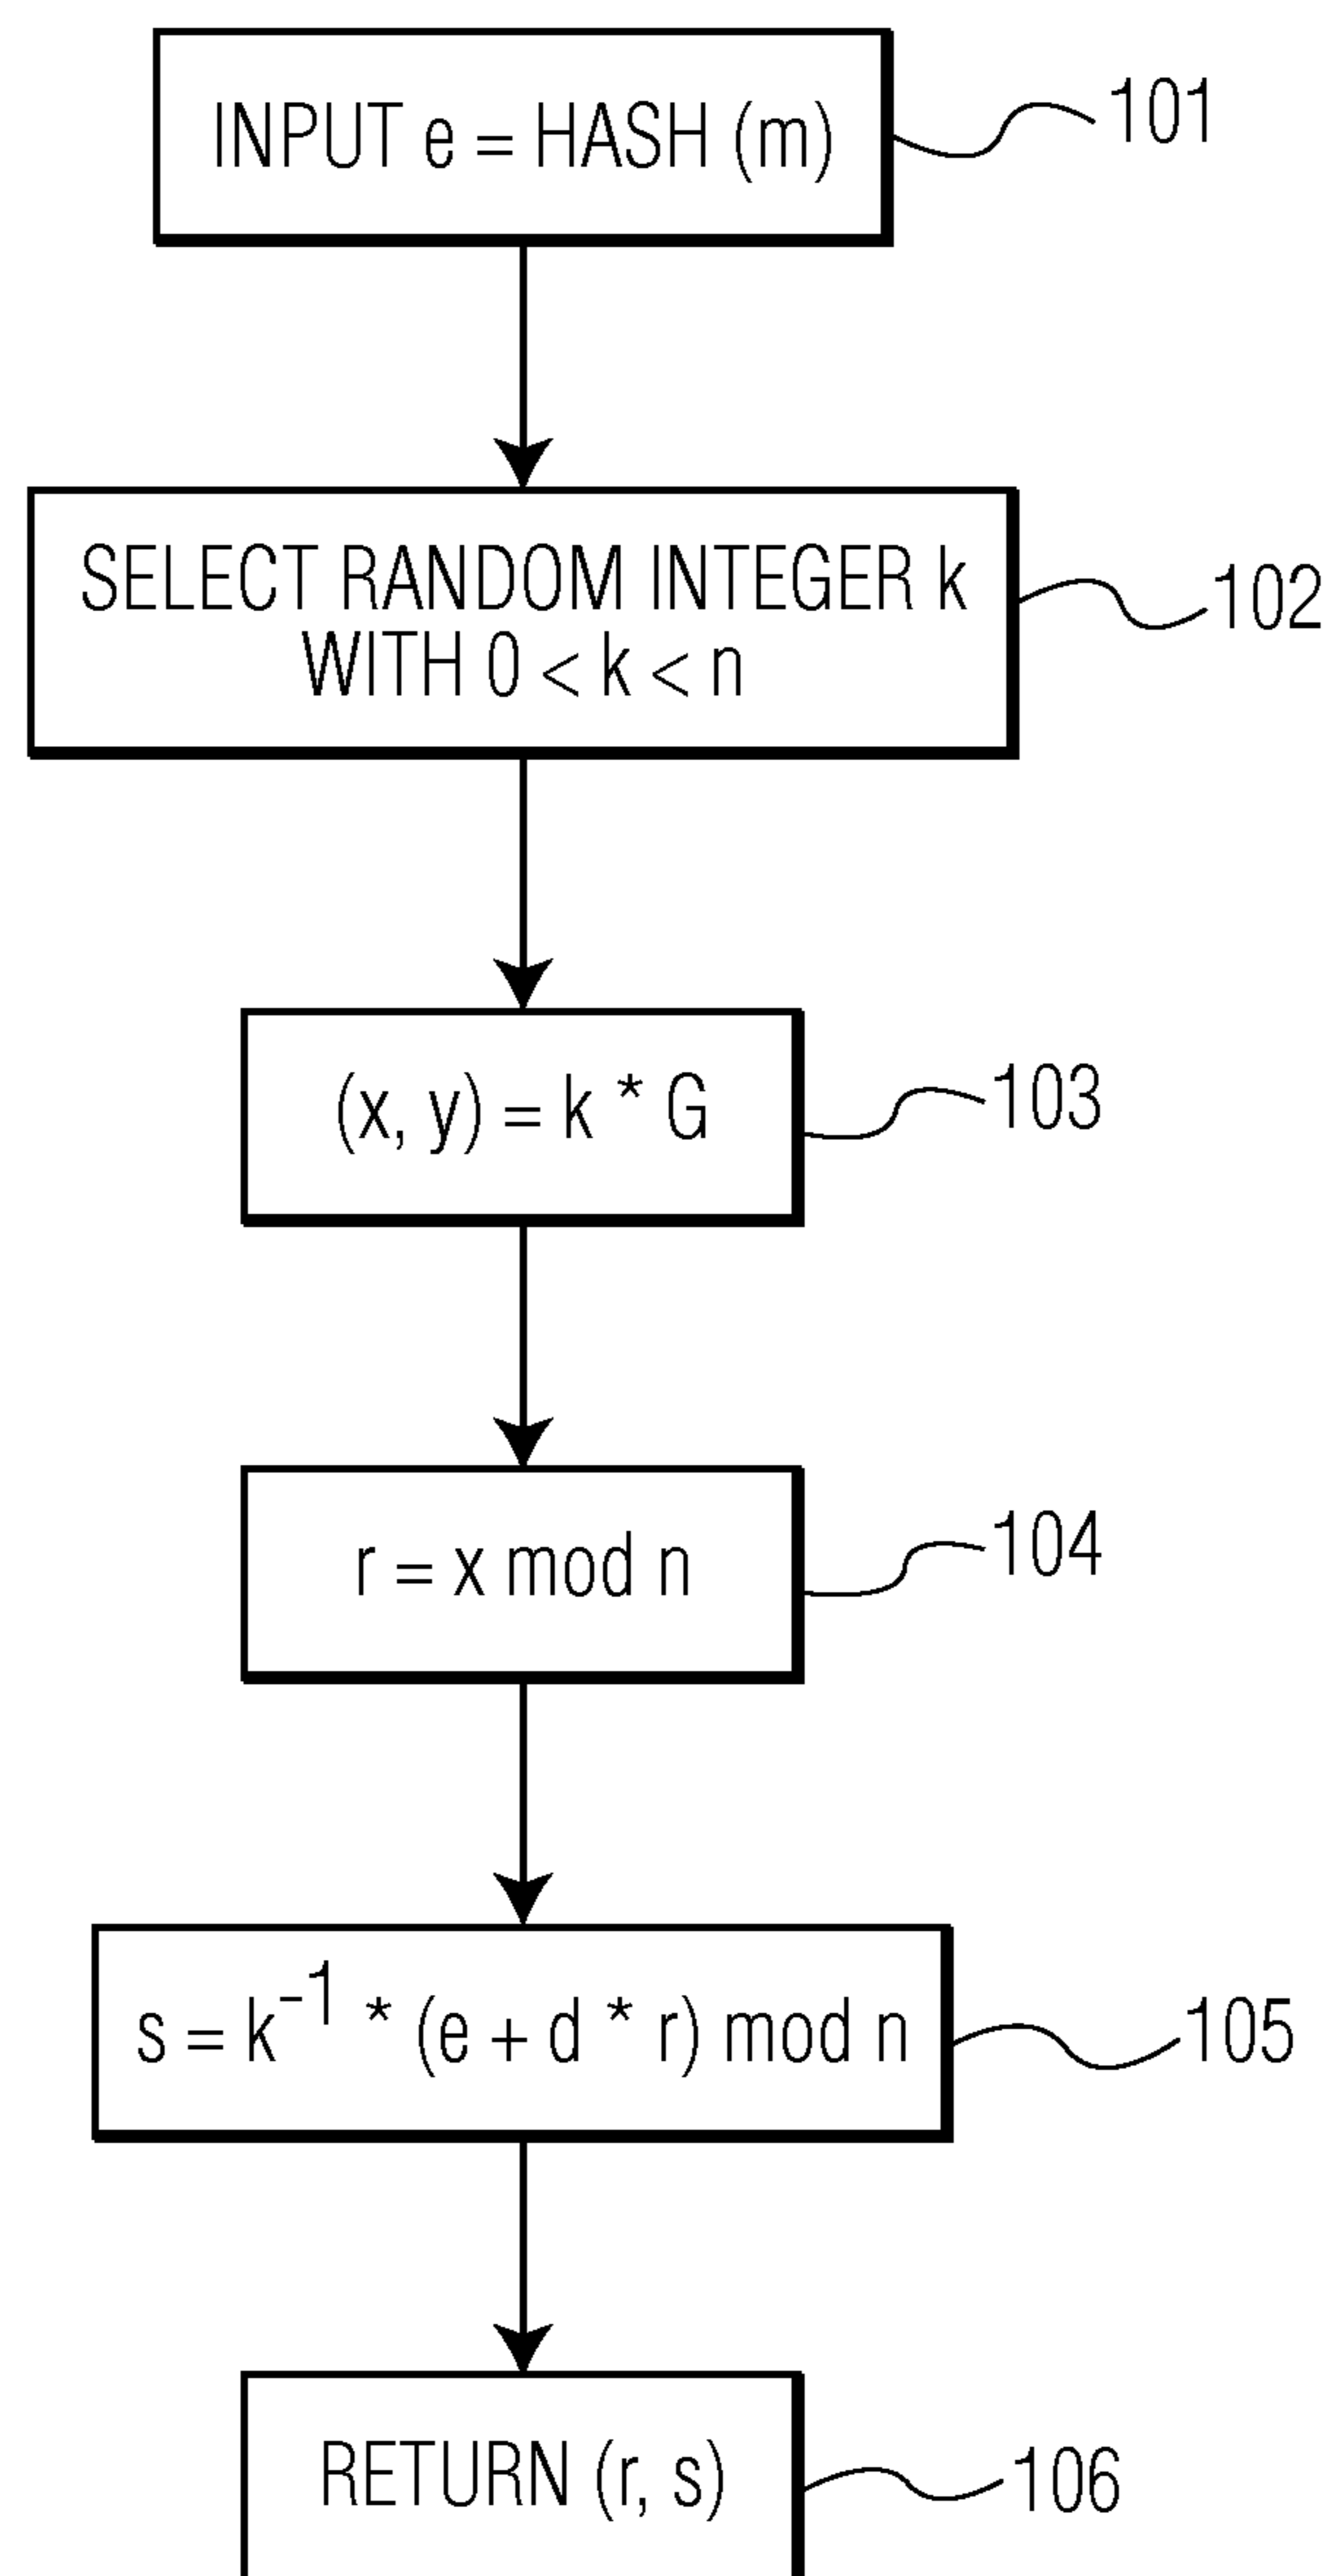 INPUT e = HASH (m)
101
SELECT RANDOM INTEGER k
WITH 0 < k < n
102
(x, y) = k * G
103
r = x mod n
104
s = k⁻¹ * (e + d * r) mod n
105
RETURN (r, s)
106